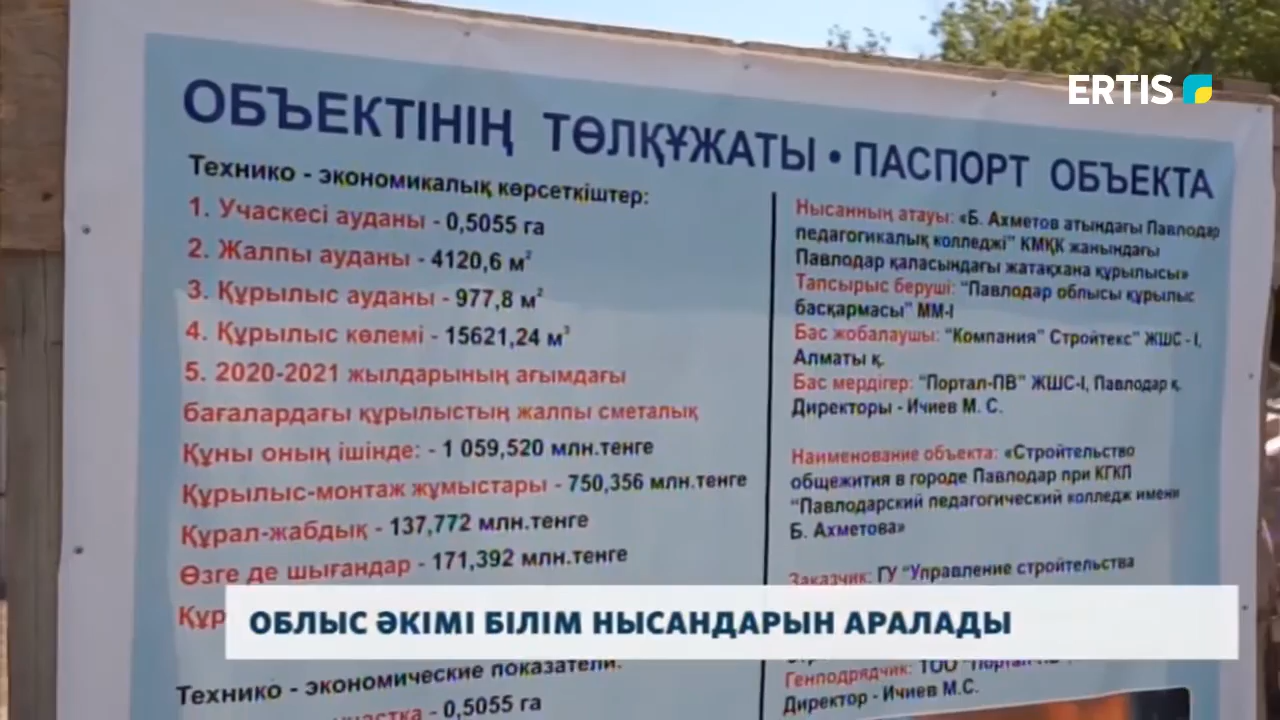 ERTIS
ОБЪЕКТІНІҢ ТӨЛҚҰЖАТЫ • ПАСПОРТ ОБЪЕКТА
Технико - экономикалық көрсеткіштер:
1. Учаскесі ауданы - 0,5055 га
2. Жалпы ауданы - 4120,6 м²
3. Құрылыс ауданы - 977,8 м²
4. Құрылыс көлемі - 15621,24 м³
5. 2020-2021 жылдарының ағымдағы
бағалардағы құрылыстың жалпы сметалық
Құны оның ішінде: - 1 059,520 млн.тенге
Құрылыс-монтаж жұмыстары - 750,356 млн.тенге
Құрал-жабдық - 137,772 млн.тенге
Өзге де шығандар - 171,392 млн.тенге
Технико - экономические показатели:
- 0,5055 га
Нысанның атауы: «Б. Ахметов атындағы Павлодар
педагогикалық колледжі" КМҚК жанындағы
Павлодар қаласындағы жатақхана құрылысы»
Тапсырыс беруші: "Павлодар облысы құрылыс
басқармасы" ММ-І
Бас жобалаушы: "Компания" Стройтекс" ЖШС - І,
Алматы қ.
Бас мердігер: "Портал-ПВ" ЖШС-І, Павлодар қ.
Директоры - Ичиев М. С.
Наименование объекта: «Строительство
общежития в городе Павлодар при КГКП
"Павлодарский педагогический колледж имени
Б. Ахметова»
Заказчик: ГУ "Управление строительства
Генподрядчик: ТОО
Директор - Ичиев М.С.
ОБЛЫС ӘКІМІ БІЛІМ НЫСАНДАРЫН АРАЛАДЫ